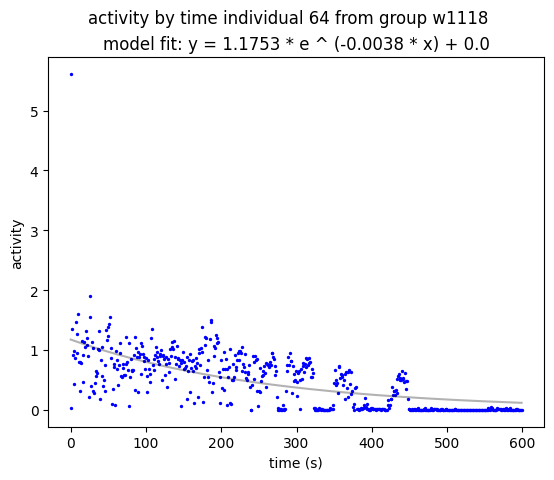 activity by time individual 64 from group w1118
model fit: y = 1.1753 * e ^ (-0.0038 * x) + 0.0
5
4
3
2
1
0
activity
0 100 200 300 400 500 600
time (s)